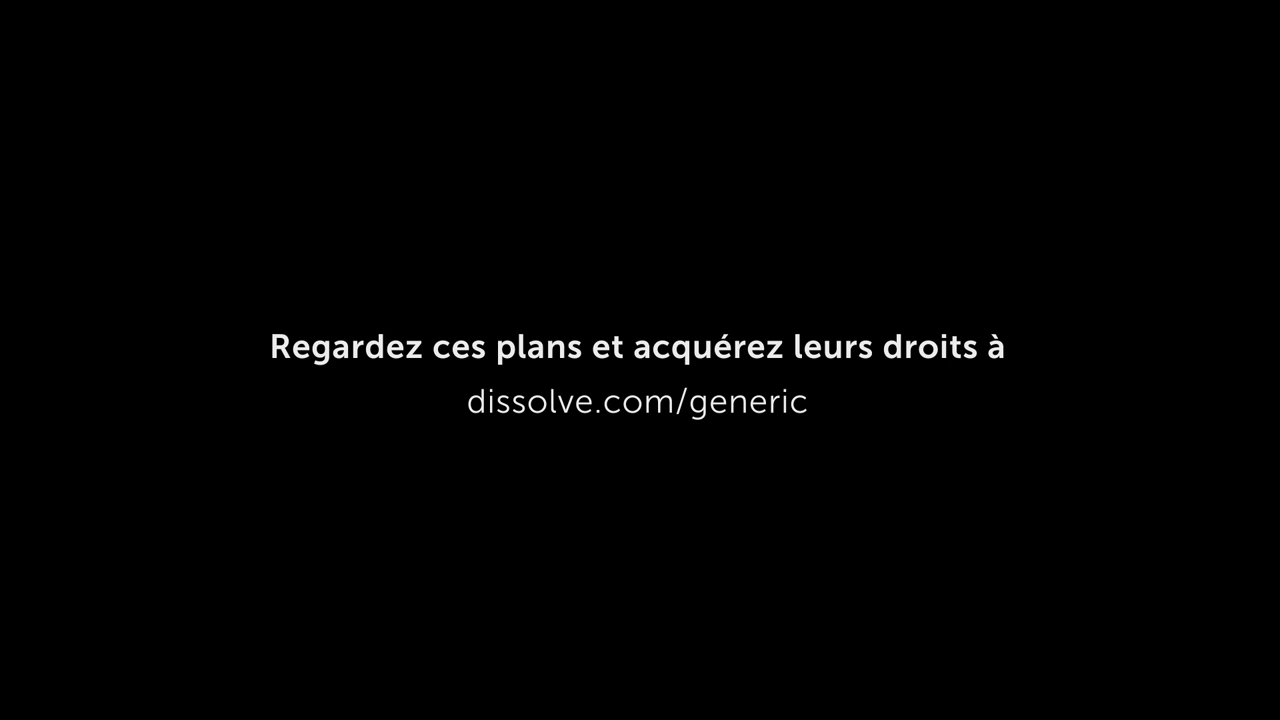 Regardez ces plans et acquérez leurs droits à
dissolve.com/generic